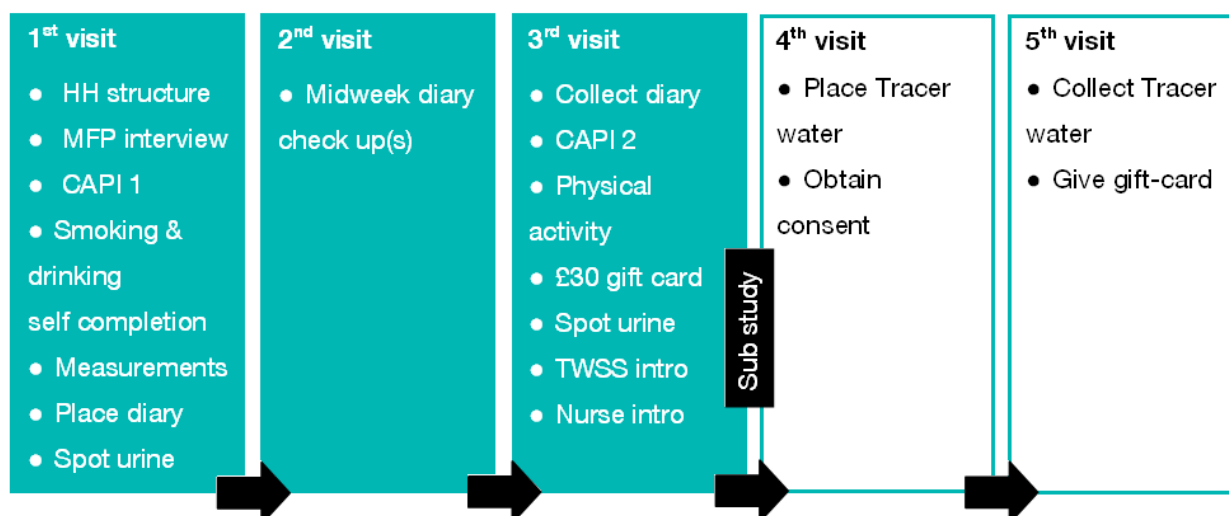 1st visit
● HH structure
● MFP interview
● CAPI 1
● Smoking &
drinking
self completion
● Measurements
● Place diary
● Spot urine
2nd visit
● Midweek diary
check up(s)
3rd visit
● Collect diary
● CAPI 2
● Physical
activity
● £30 gift card
● Spot urine
● TWSS intro
● Nurse intro
Sub study
4th visit
● Place Tracer
water
● Obtain
consent
5th visit
● Collect Tracer
water
● Give gift-card